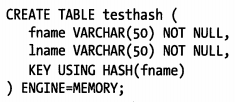 CREATE TABLE testhash (
   fname VARCHAR(50) NOT NULL,
   lname VARCHAR(50) NOT NULL,
   KEY USING HASH(fname)
) ENGINE=MEMORY;